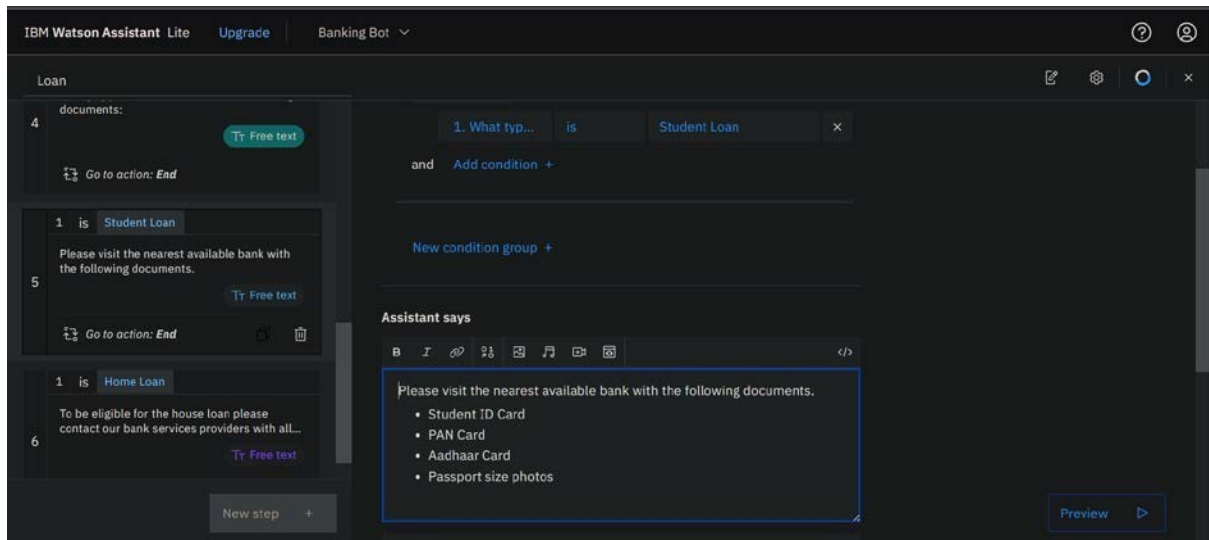 IBM Watson Assistant Lite Upgrade Banking Bot
Loan
4
documents:
Free text
Go to action: End
1 is Student Loan
5
Please visit the nearest available bank with
the following documents.
Free text
Go to action: End
1 is Home Loan
6
To be eligible for the house loan please
contact our bank services providers with all...
Free text
New step +
1. What typ... is Student Loan ×
and Add condition +
New condition group +
Assistant says
B I </>
Please visit the nearest available bank with the following documents.
• Student ID Card
• PAN Card
• Aadhaar Card
• Passport size photos
Preview